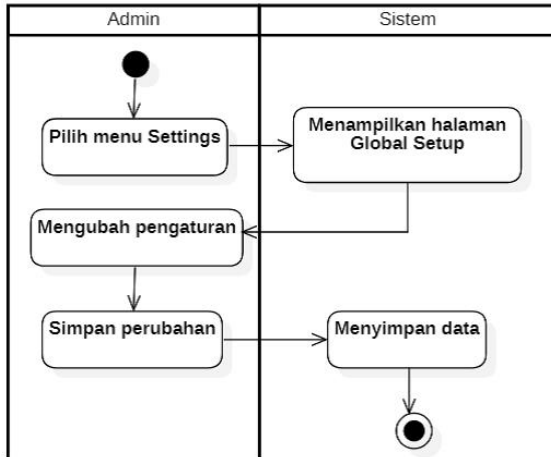 Admin
Sistem
Pilih menu Settings
Menampilkan halaman
Global Setup
Mengubah pengaturan
Simpan perubahan
Menyimpan data